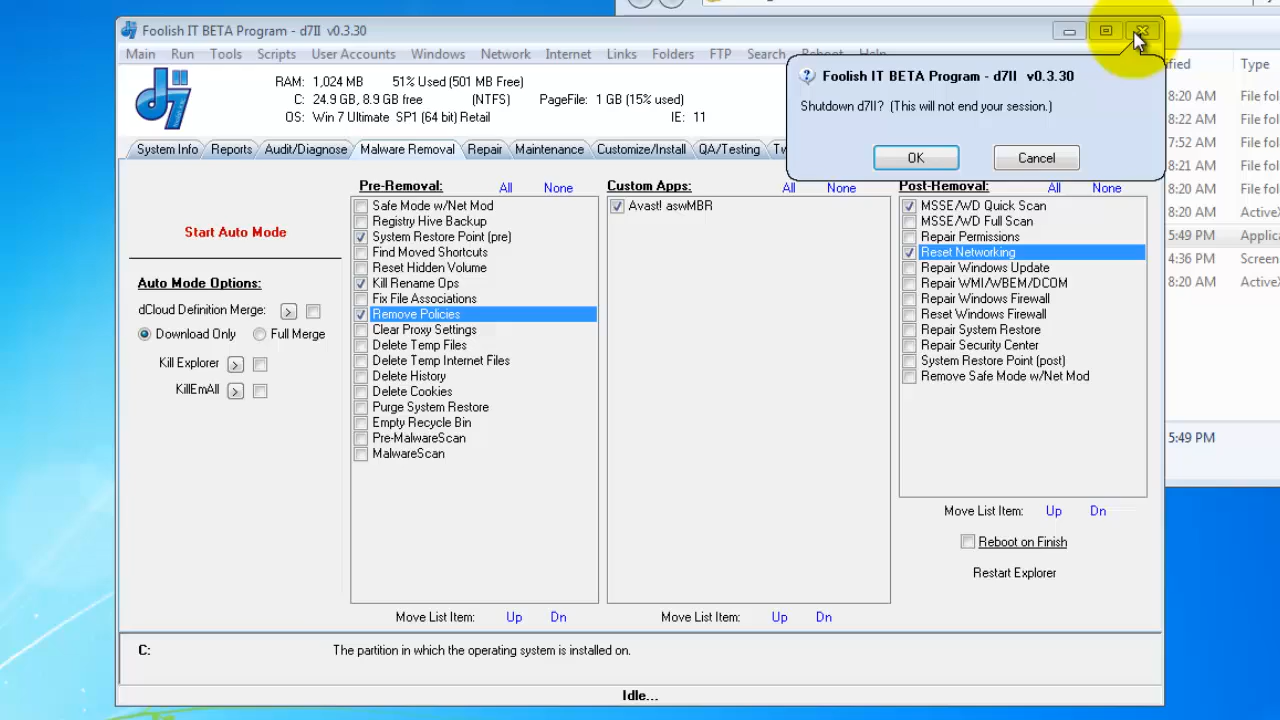 Foolish IT BETA Program - d7II v0.3.30
Main Run Tools Scripts User Accounts Windows Network Internet Links Folders FTP Search Reboot Help
Foolish IT BETA Program - d7II v0.3.30
Shutdown d7II? (This will not end your session.)
OK Cancel
d7
RAM: 1,024 MB 51% Used (501 MB Free)
C: 24.9 GB, 8.9 GB free (NTFS) PageFile: 1 GB (15% used)
OS: Win 7 Ultimate SP1 (64 bit) Retail IE: 11
System Info Reports Audit/Diagnose Malware Removal Repair Maintenance Customize/Install QA/Testing
Start Auto Mode
Auto Mode Options:
dCloud Definition Merge: >
Download Only Full Merge
Kill Explorer >
KillEmAll >
Pre-Removal: All None
Safe Mode w/Net Mod
Registry Hive Backup
System Restore Point (pre)
Find Moved Shortcuts
Reset Hidden Volume
Kill Rename Ops
Fix File Associations
Remove Policies
Clear Proxy Settings
Delete Temp Files
Delete Temp Internet Files
Delete History
Delete Cookies
Purge System Restore
Empty Recycle Bin
Pre-MalwareScan
MalwareScan
Move List Item: Up Dn
Custom Apps: All None
Avast! aswMBR
Move List Item: Up Dn
Post-Removal: All None
MSSE/WD Quick Scan
MSSE/WD Full Scan
Repair Permissions
Reset Networking
Repair Windows Update
Repair WMI/WBEM/DCOM
Repair Windows Firewall
Reset Windows Firewall
Repair System Restore
Repair Security Center
System Restore Point (post)
Remove Safe Mode w/Net Mod
Move List Item: Up Dn
Reboot on Finish
Restart Explorer
C: The partition in which the operating system is installed on.
Idle...
ified Type
8:20 AM File fol
8:22 AM File fol
7:52 AM File fol
8:21 AM File fol
8:20 AM File fol
8:20 AM ActiveX
5:49 PM Applica
4:36 PM Screen
8:20 AM ActiveX
5:49 PM